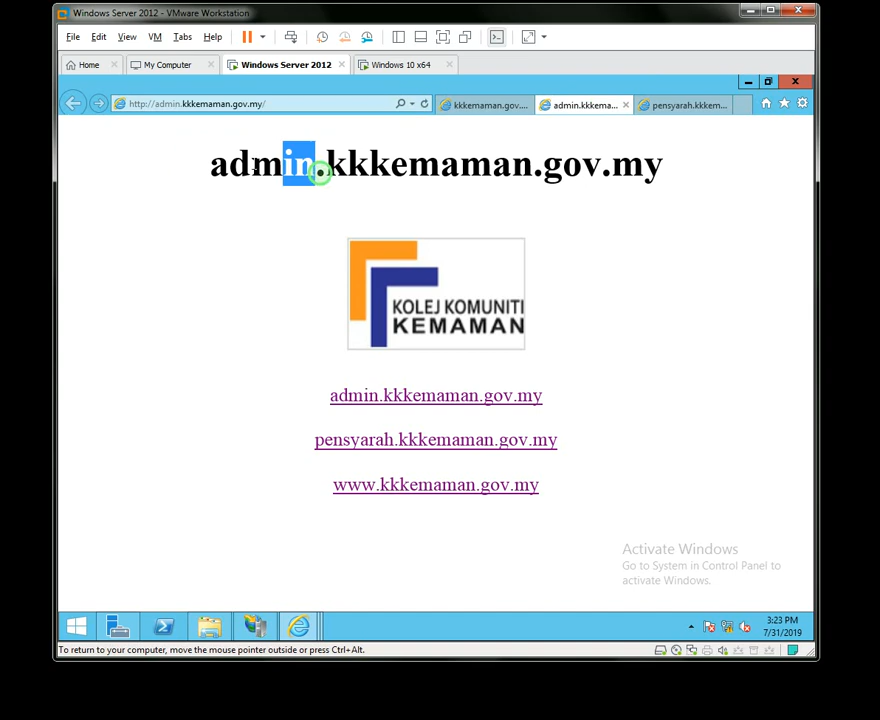 Windows Server 2012 - VMware Workstation
File Edit View VM Tabs Help
Home My Computer Windows Server 2012 Windows 10 x64
http://admin.kkkemaman.gov.my/ kkkemaman.gov.... admin.kkkema... pensyarah.kkkem...
admin.kkkemaman.gov.my
KOLEJ KOMUNITI
KEMAMAN
admin.kkkemaman.gov.my
pensyarah.kkkemaman.gov.my
www.kkkemaman.gov.my
Activate Windows
Go to System in Control Panel to
activate Windows.
3:23 PM
7/31/2019
To return to your computer, move the mouse pointer outside or press Ctrl+Alt.